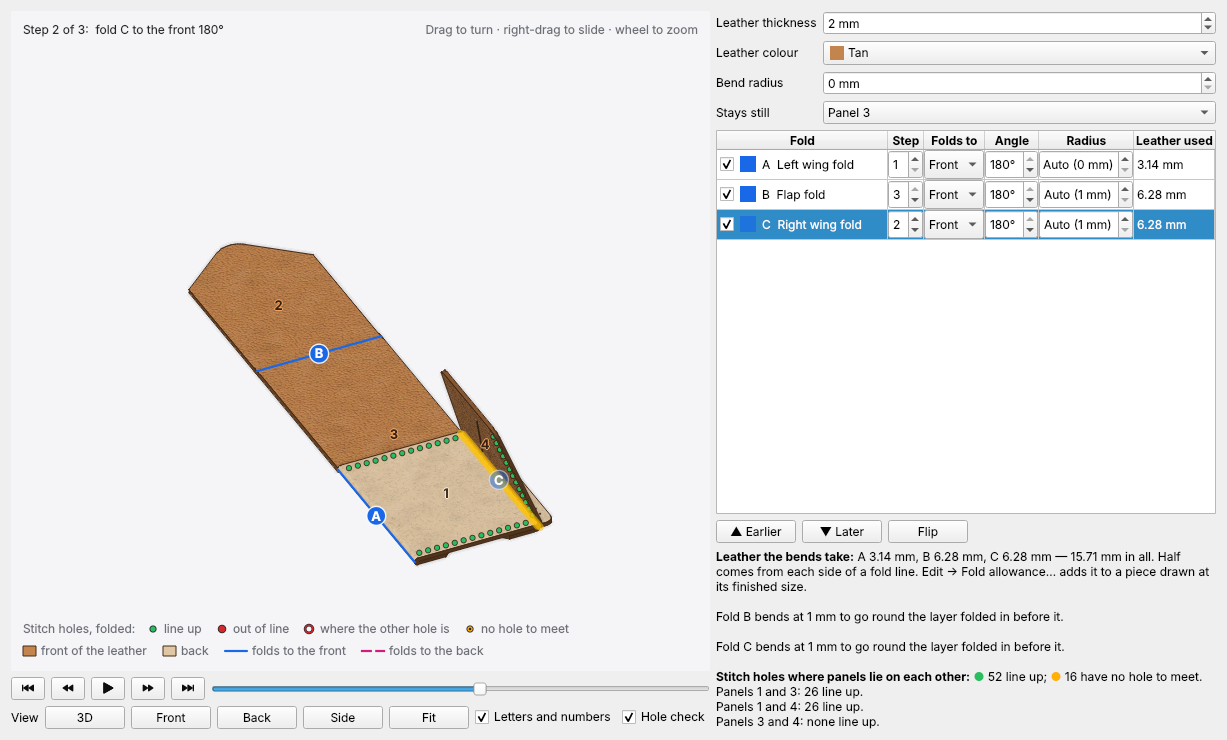 Step 2 of 3:  fold C to the front 180°
Drag to turn · right-drag to slide · wheel to zoom
2
B
3
4
C
1
A
Stitch holes, folded: line up out of line where the other hole is no hole to meet
front of the leather back folds to the front folds to the back
View 3D Front Back Side Fit Letters and numbers Hole check
Leather thickness 2 mm
Leather colour Tan
Bend radius 0 mm
Stays still Panel 3
Fold Step Folds to Angle Radius Leather used
A Left wing fold 1 Front 180° Auto (0 mm) 3.14 mm
B Flap fold 3 Front 180° Auto (1 mm) 6.28 mm
C Right wing fold 2 Front 180° Auto (1 mm) 6.28 mm
▲ Earlier ▼ Later Flip
Leather the bends take: A 3.14 mm, B 6.28 mm, C 6.28 mm — 15.71 mm in all. Half
comes from each side of a fold line. Edit → Fold allowance… adds it to a piece drawn at
its finished size.
Fold B bends at 1 mm to go round the layer folded in before it.
Fold C bends at 1 mm to go round the layer folded in before it.
Stitch holes where panels lie on each other: 52 line up; 16 have no hole to meet.
Panels 1 and 3: 26 line up.
Panels 1 and 4: 26 line up.
Panels 3 and 4: none line up.